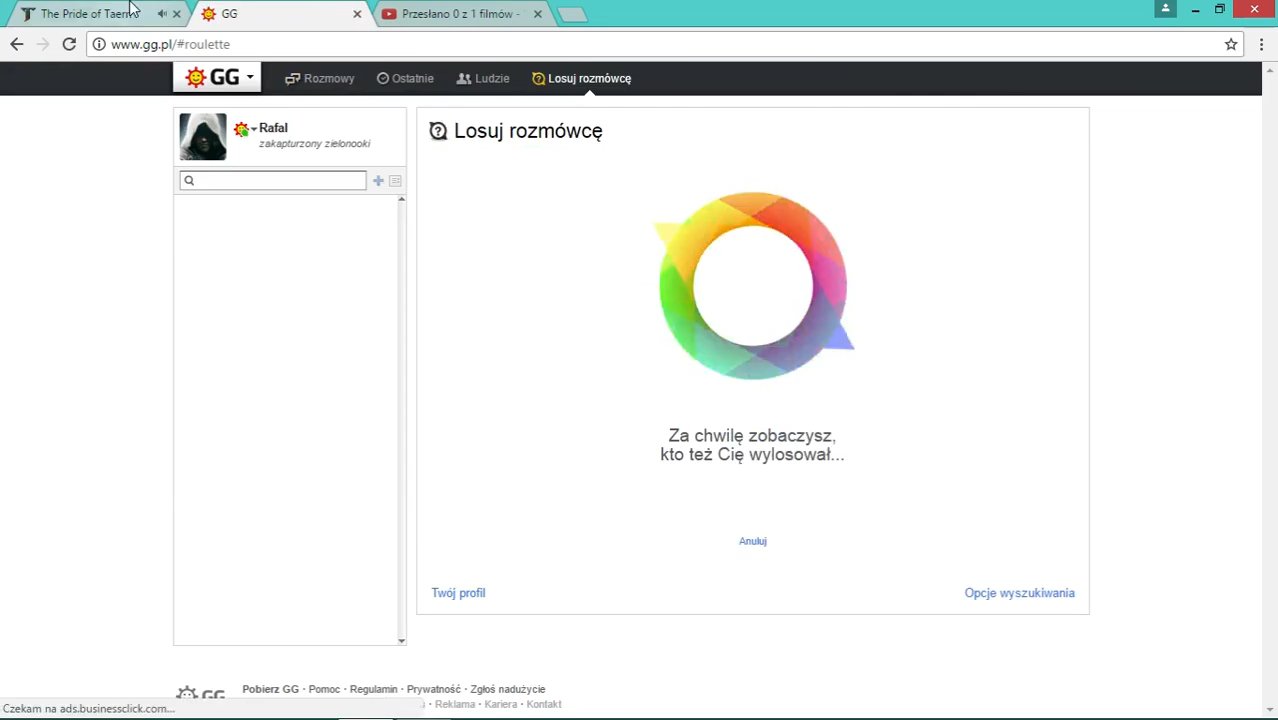 The Pride of Taern
GG
Przesłano 0 z 1 filmów -
www.gg.pl/#roulette
GG
Rozmowy
Ostatnie
Ludzie
Losuj rozmówcę
Rafal
zakapturzony zielonooki
Losuj rozmówcę
Za chwilę zobaczysz,
kto też Cię wylosował...
Anuluj
Twój profil
Opcje wyszukiwania
GG
Pobierz GG · Pomoc · Regulamin · Prywatność · Zgłoś nadużycie
· Reklama · Kariera · Kontakt
Czekam na ads.businessclick.com...